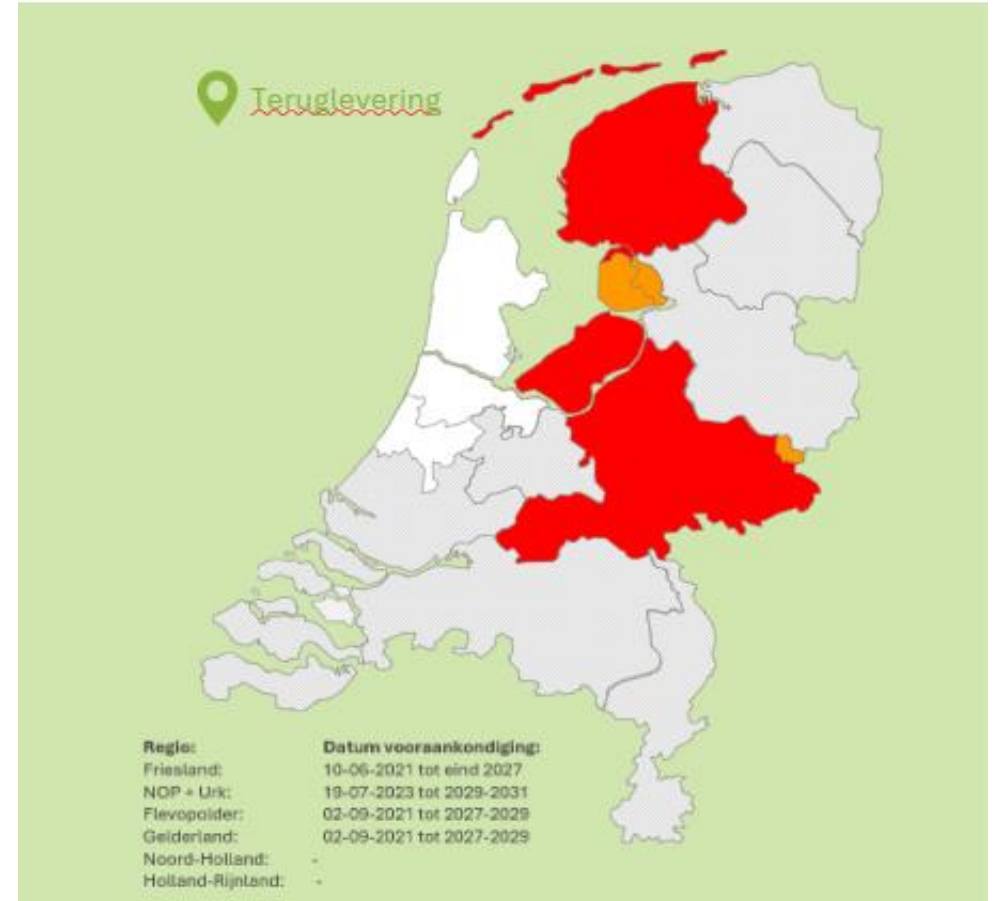 Teruglevering
Regio: Datum vooraankondiging:
Friesland: 10-06-2021 tot eind 2027
NOP + Urk: 19-07-2023 tot 2029-2031
Flevopolder: 02-09-2021 tot 2027-2029
Gelderland: 02-09-2021 tot 2027-2029
Noord-Holland: -
Holland-Rijnland: -